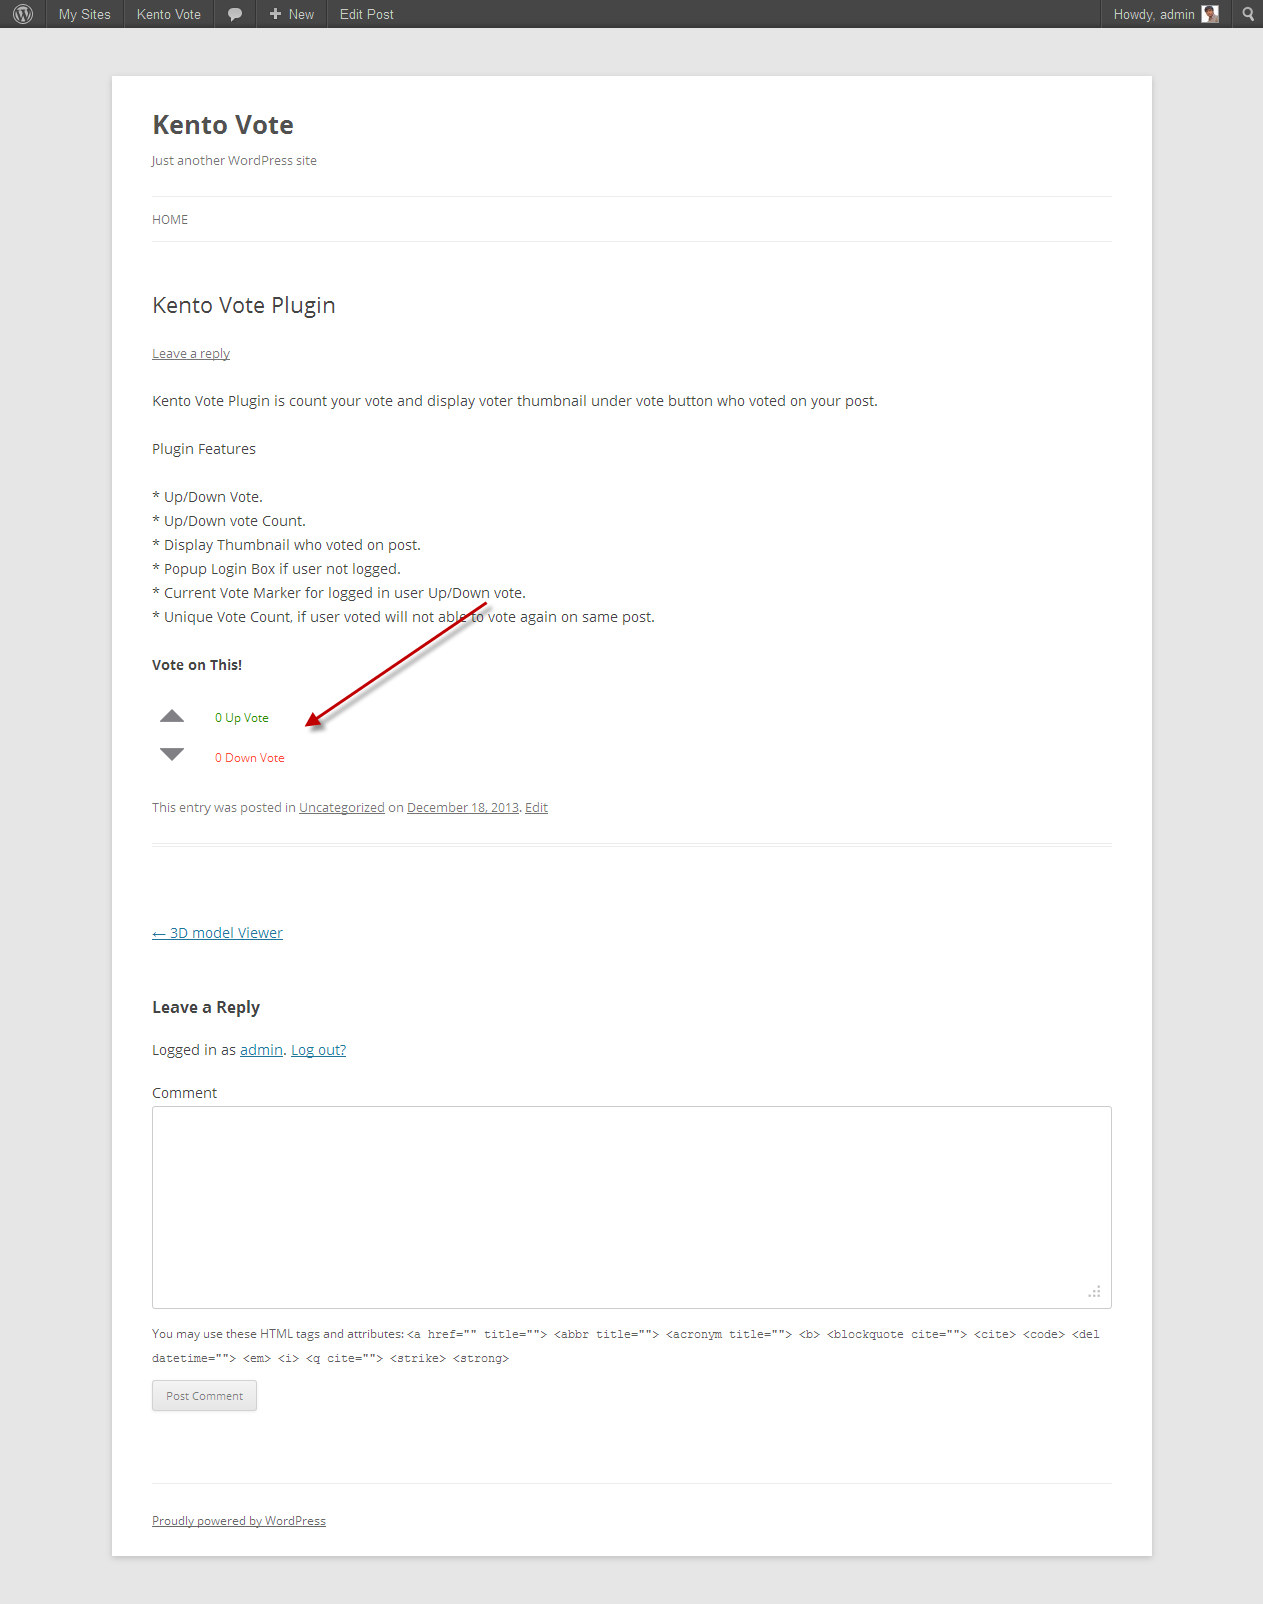 My Sites Kento Vote New Edit Post Howdy, admin
Kento Vote
Just another WordPress site
HOME
Kento Vote Plugin
Leave a reply
Kento Vote Plugin is count your vote and display voter thumbnail under vote button who voted on your post.
Plugin Features
* Up/Down Vote.
* Up/Down vote Count.
* Display Thumbnail who voted on post.
* Popup Login Box if user not logged.
* Current Vote Marker for logged in user Up/Down vote.
* Unique Vote Count, if user voted will not able to vote again on same post.
Vote on This!
0 Up Vote
0 Down Vote
This entry was posted in Uncategorized on December 18, 2013. Edit
← 3D model Viewer
Leave a Reply
Logged in as admin. Log out?
Comment
You may use these HTML tags and attributes: <a href="" title=""> <abbr title=""> <acronym title=""> <b> <blockquote cite=""> <cite> <code> <del
datetime=""> <em> <i> <q cite=""> <strike> <strong>
Post Comment
Proudly powered by WordPress